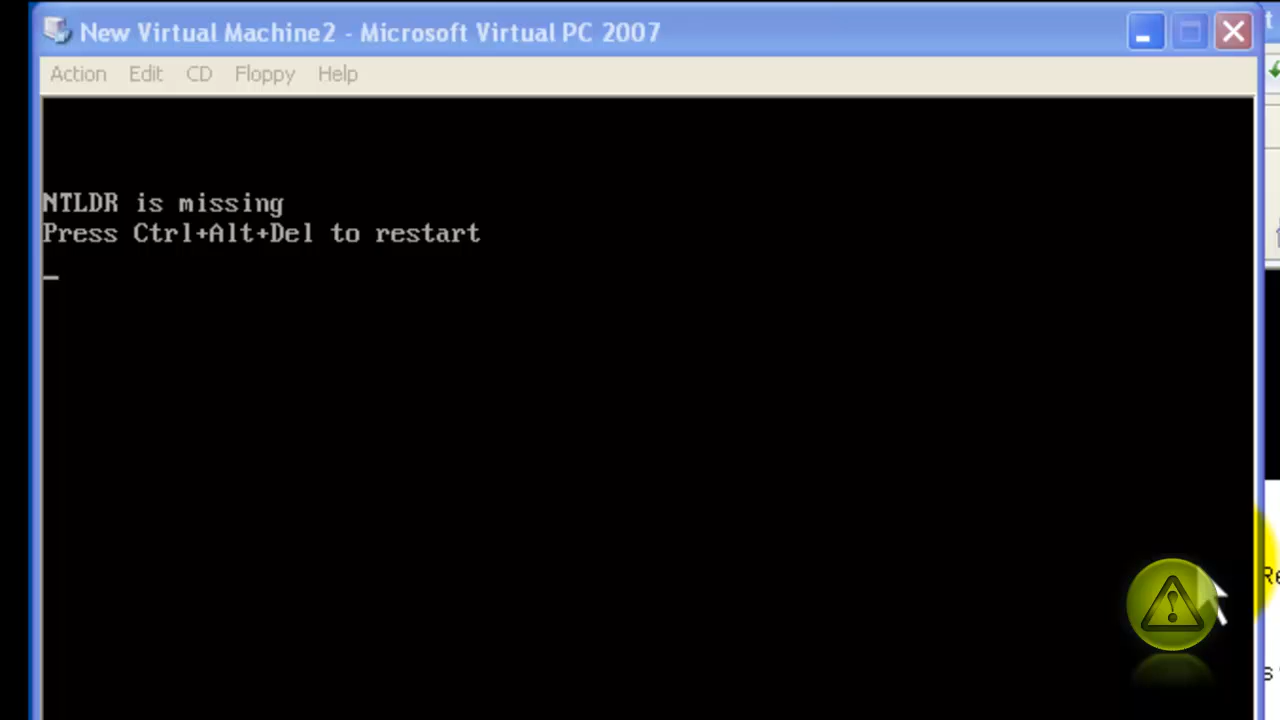 New Virtual Machine2 - Microsoft Virtual PC 2007
Action Edit CD Floppy Help
NTLDR is missing
Press Ctrl+Alt+Del to restart